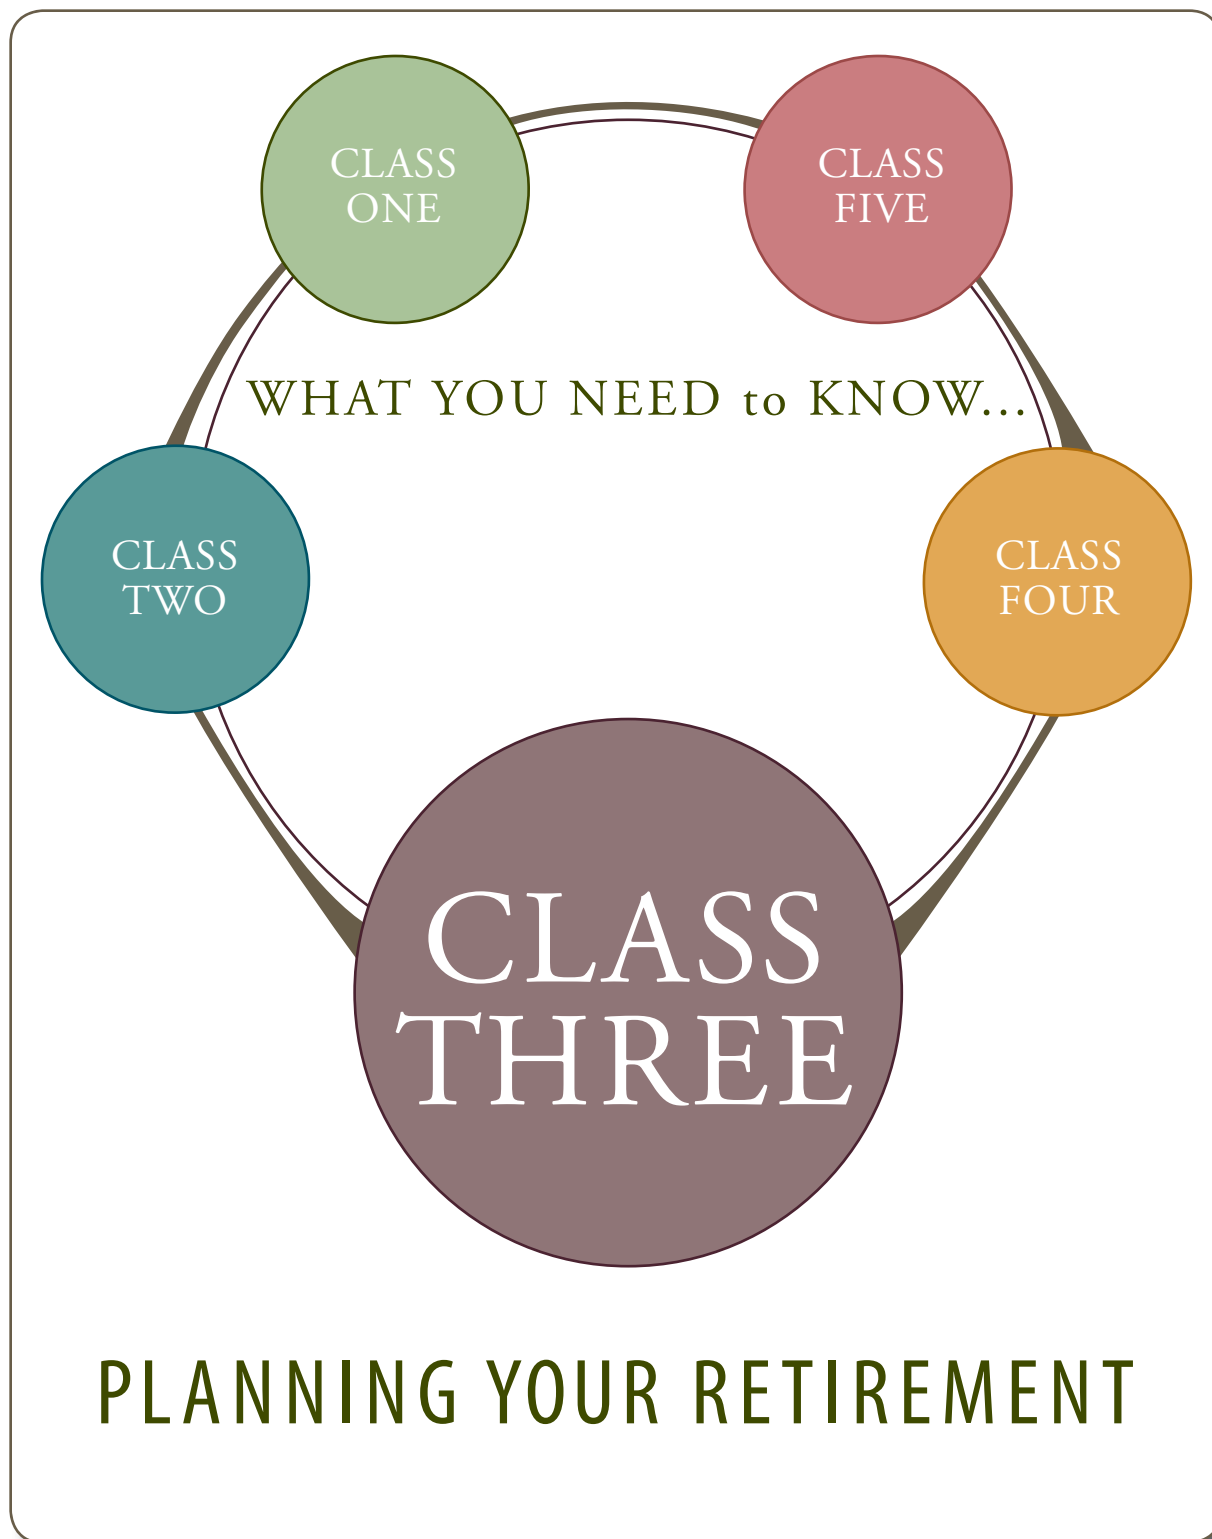 CLASS
ONE
CLASS
FIVE
WHAT YOU NEED to KNOW...
CLASS
TWO
CLASS
FOUR
CLASS
THREE
PLANNING YOUR RETIREMENT